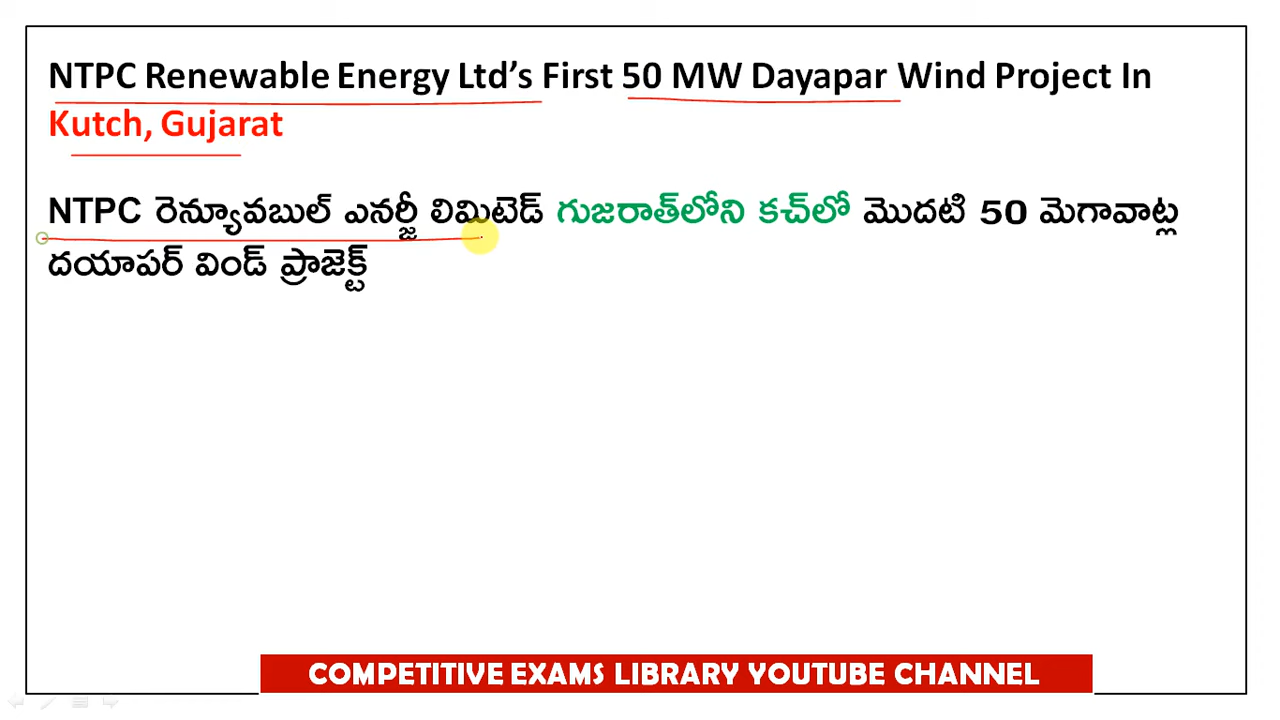 NTPC Renewable Energy Ltd’s First 50 MW Dayapar Wind Project In
Kutch, Gujarat
NTPC రెన్యూవబుల్ ఎనర్జీ లిమిటెడ్ గుజరాత్‌లోని కచ్‌లో మొదటి 50 మెగావాట్ల
దయాపర్ విండ్ ప్రాజెక్ట్
COMPETITIVE EXAMS LIBRARY YOUTUBE CHANNEL